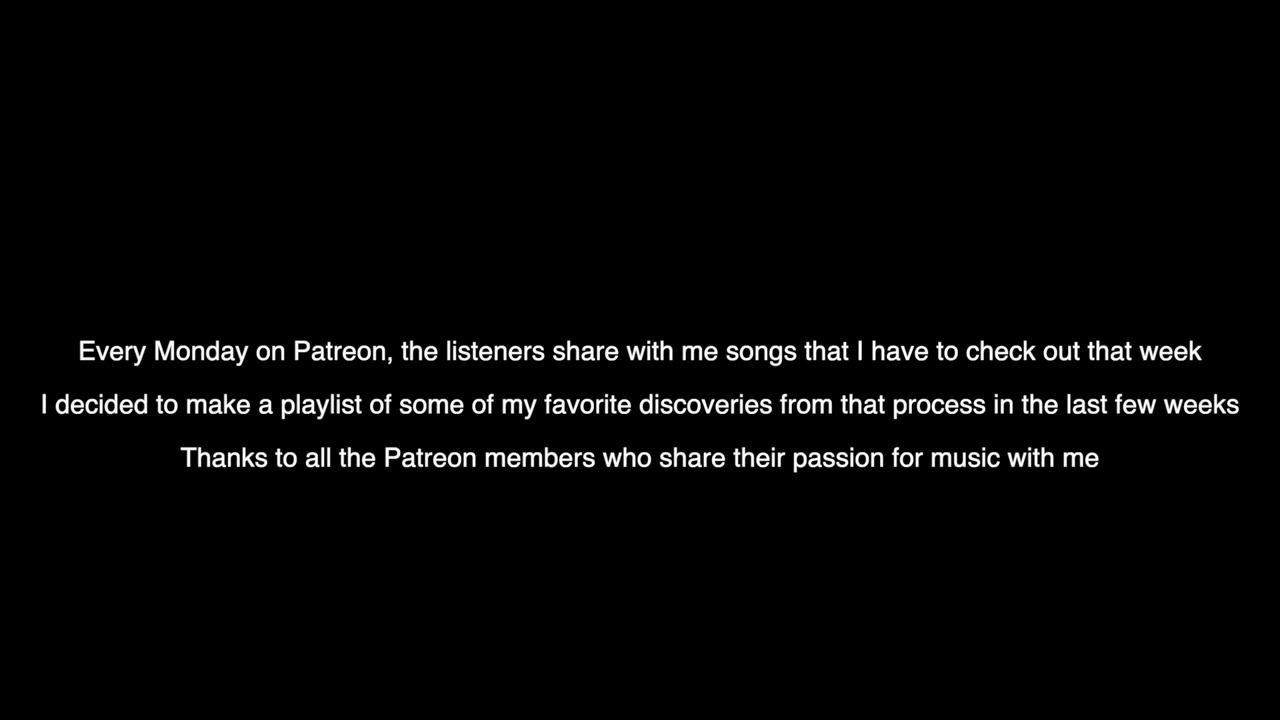 Every Monday on Patreon, the listeners share with me songs that I have to check out that week
I decided to make a playlist of some of my favorite discoveries from that process in the last few weeks
Thanks to all the Patreon members who share their passion for music with me